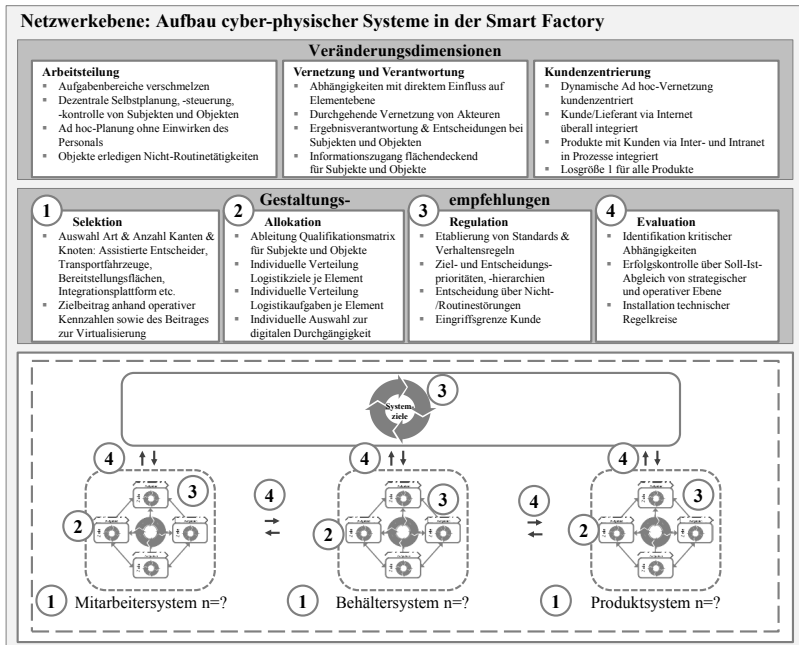 Netzwerkebene: Aufbau cyber-physischer Systeme in der Smart Factory
Veränderungsdimensionen
Arbeitsteilung
▪ Aufgabenbereiche verschmelzen
▪ Dezentrale Selbstplanung, -steuerung,
-kontrolle von Subjekten und Objekten
▪ Ad hoc-Planung ohne Einwirken des
Personals
▪ Objekte erledigen Nicht-Routinetätigkeiten
Vernetzung und Verantwortung
▪ Abhängigkeiten mit direktem Einfluss auf
Elementebene
▪ Durchgehende Vernetzung von Akteuren
▪ Ergebnisverantwortung & Entscheidungen bei
Subjekten und Objekten
▪ Informationszugang flächendeckend
für Subjekte und Objekte
Kundenzentrierung
▪ Dynamische Ad hoc-Vernetzung
kundenzentriert
▪ Kunde/Lieferant via Internet
überall integriert
▪ Produkte mit Kunden via Inter- und Intranet
in Prozesse integriert
▪ Losgröße 1 für alle Produkte
Gestaltungs- empfehlungen
1
Selektion
▪ Auswahl Art & Anzahl Kanten &
Knoten: Assistierte Entscheider,
Transportfahrzeuge,
Bereitstellungsflächen,
Integrationsplattform etc.
▪ Zielbeitrag anhand operativer
Kennzahlen sowie des Beitrages
zur Virtualisierung
2
Allokation
▪ Ableitung Qualifikationsmatrix
für Subjekte und Objekte
▪ Individuelle Verteilung
Logistikziele je Element
▪ Individuelle Verteilung
Logistikaufgaben je Element
▪ Individuelle Auswahl zur
digitalen Durchgängigkeit
3
Regulation
▪ Etablierung von Standards &
Verhaltensregeln
▪ Ziel- und Entscheidungs-
prioritäten, -hierarchien
▪ Entscheidung über Nicht-
/Routinestörungen
▪ Eingriffsgrenze Kunde
4
Evaluation
▪ Identifikation kritischer
Abhängigkeiten
▪ Erfolgskontrolle über Soll-Ist-
Abgleich von strategischer
und operativer Ebene
▪ Installation technischer
Regelkreise
System-
ziele
3
4
4
4
3
4
3
4
3
2
2
2
1 Mitarbeitersystem n=?
1 Behältersystem n=?
1 Produktsystem n=?